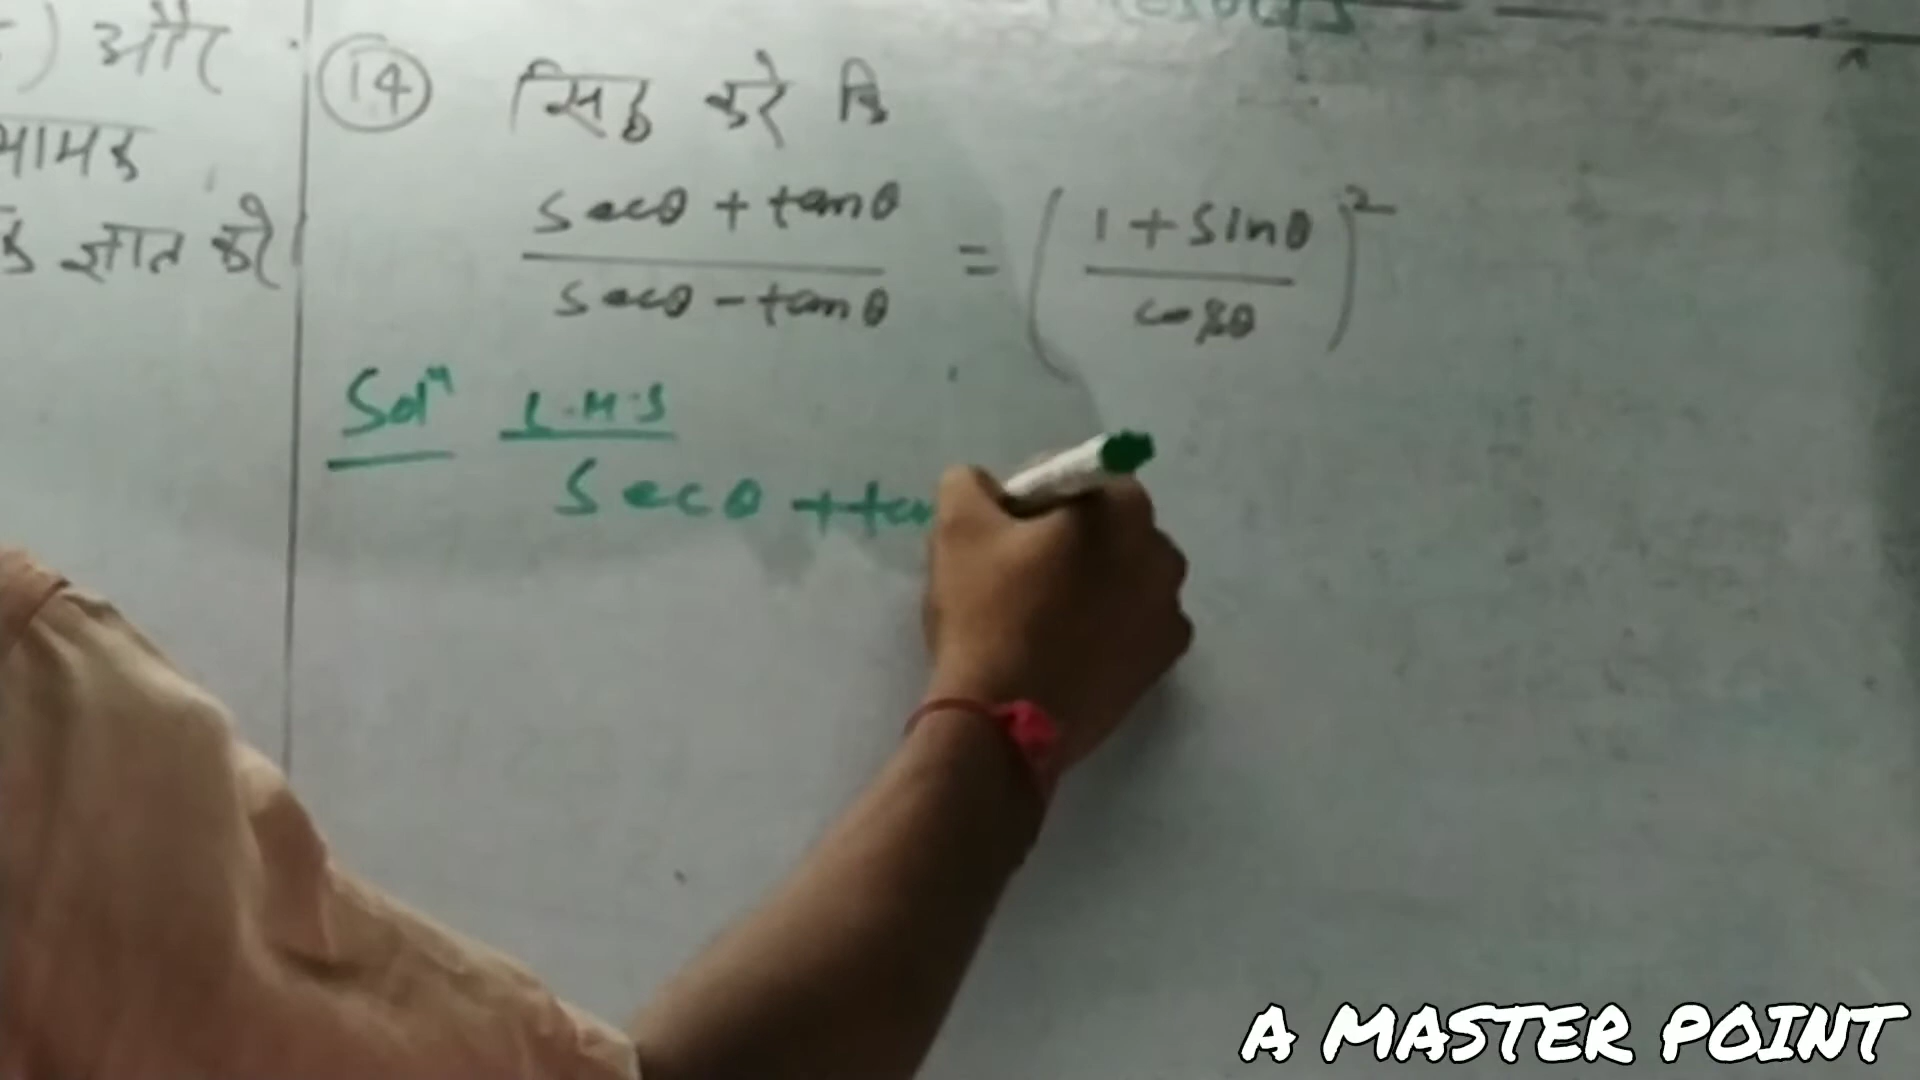 और
14 सिद्ध करे कि
secθ + tanθ
secθ - tanθ
= (1 + sinθ / cosθ)²
ज्ञात करे
Solⁿ L.H.S
Secθ + tan
A MASTER POINT